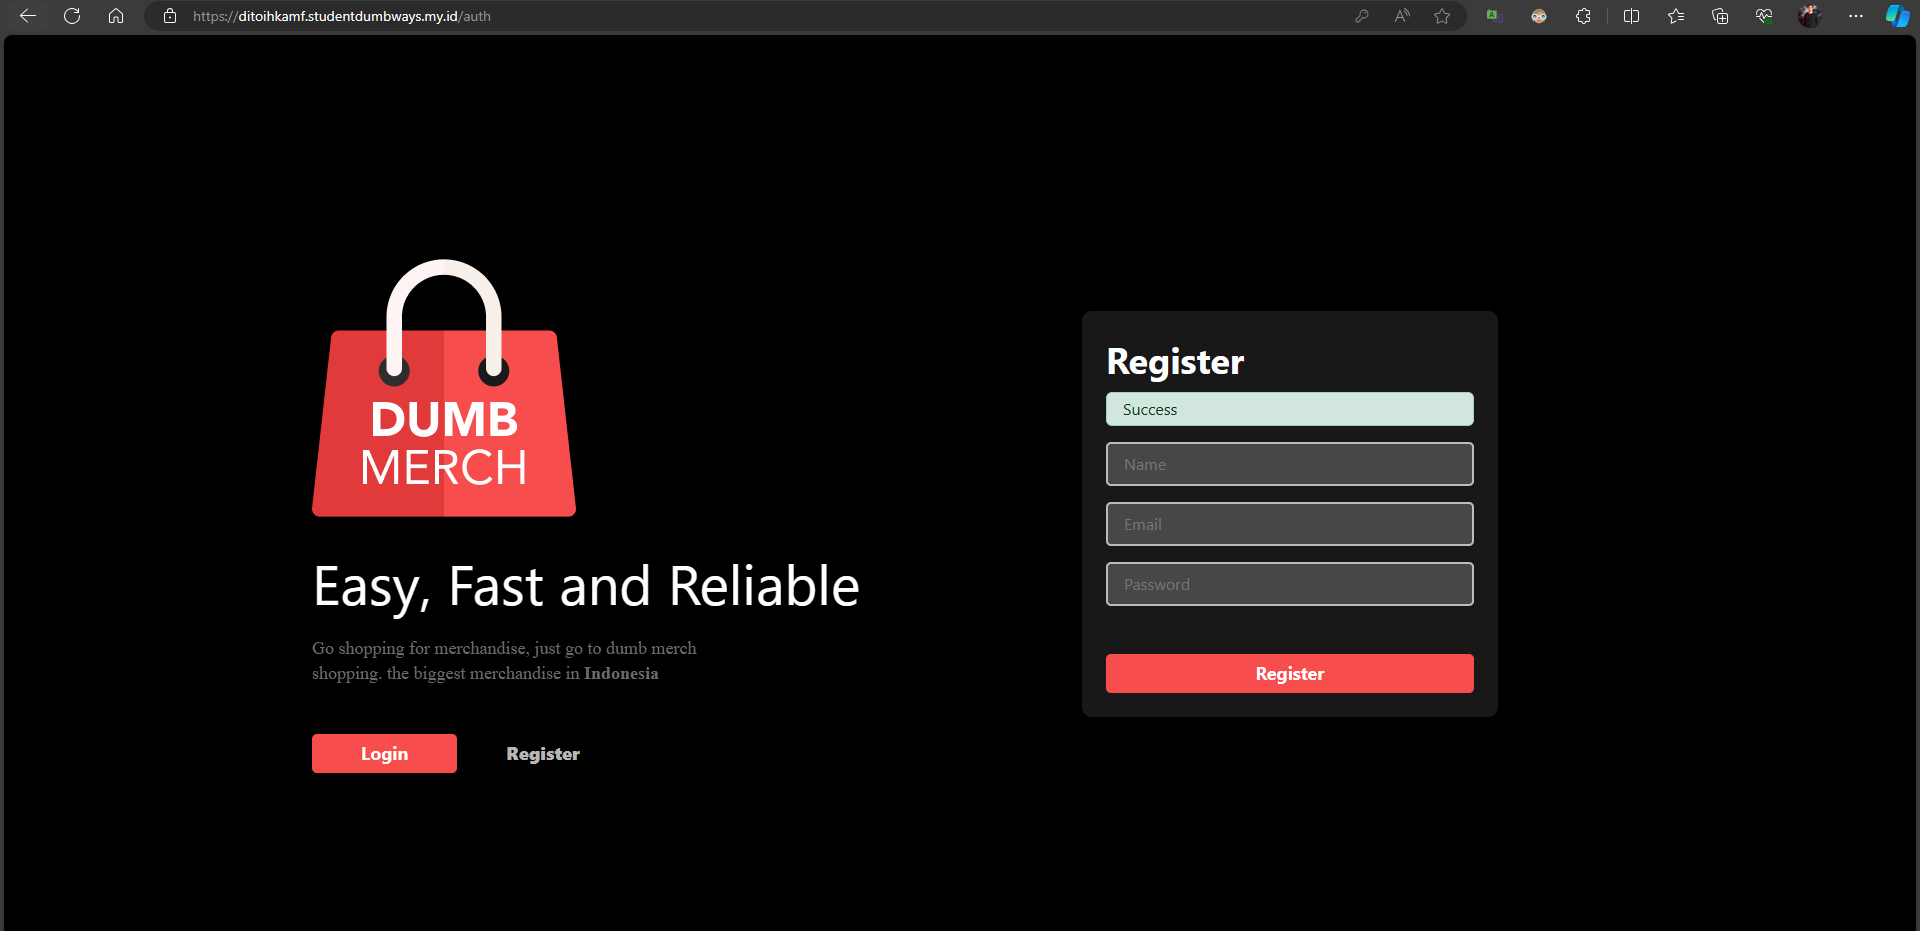 https://ditoihkamf.studentdumbways.my.id/auth
DUMB
MERCH
Easy, Fast and Reliable
Go shopping for merchandise, just go to dumb merch
shopping. the biggest merchandise in Indonesia
Login
Register
Register
Success
Name
Email
Password
Register